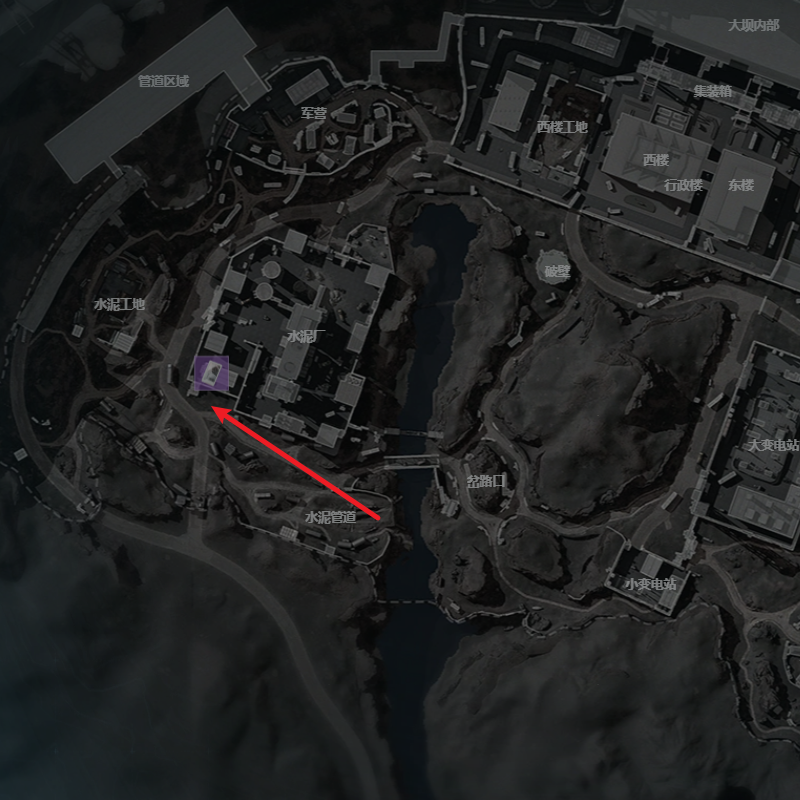 大坝内部
管道区域
集装箱
军营
西楼工地
西楼
行政楼
东楼
破壁
水泥工地
水泥厂
大变电站
岔路口
水泥管道
小变电站